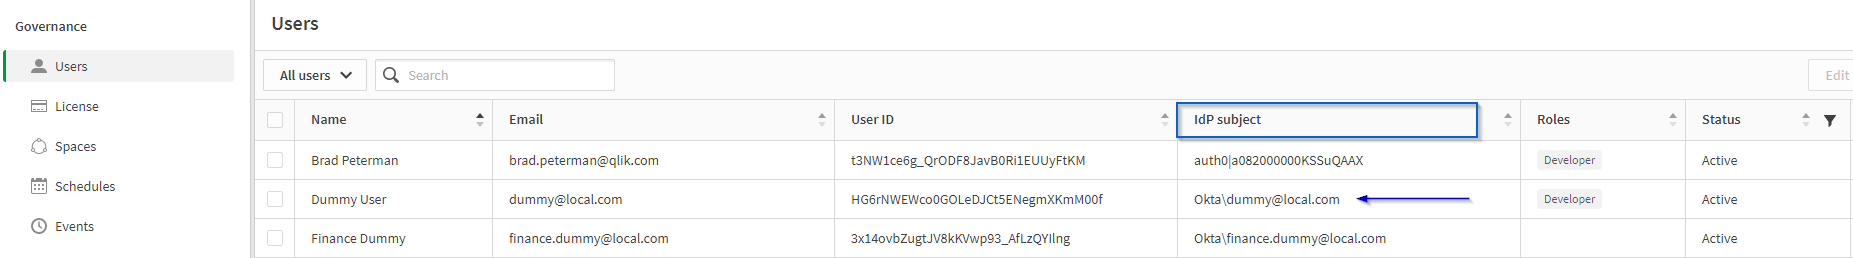 Governance
Users
License
Spaces
Schedules
Events
Users
All users
Search
Edit
Name Email User ID IdP subject Roles Status
Brad Peterman brad.peterman@qlik.com t3NW1ce6g_QrODF8JavB0Ri1EUUyFtKM auth0|a082000000KSSuQAAX Developer Active
Dummy User dummy@local.com HG6rNWEWco0GOLeDJCt5ENegmXKmM00f Okta\dummy@local.com Developer Active
Finance Dummy finance.dummy@local.com 3x14ovbZugtJV8kKVwp93_AfLzQYIlng Okta\finance.dummy@local.com Active